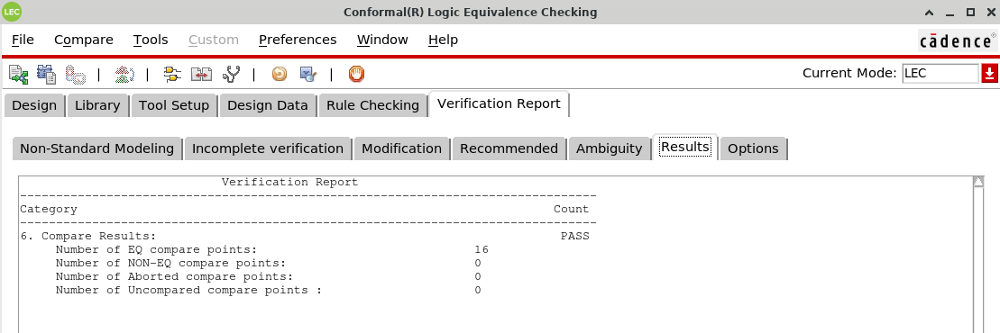 LEC Conformal(R) Logic Equivalence Checking
File Compare Tools Custom Preferences Window Help cādence®
Current Mode: LEC
Design Library Tool Setup Design Data Rule Checking Verification Report
Non-Standard Modeling Incomplete verification Modification Recommended Ambiguity Results Options
Verification Report
--------------------------------------------------------------------------------
Category Count
--------------------------------------------------------------------------------
6. Compare Results: PASS
Number of EQ compare points: 16
Number of NON-EQ compare points: 0
Number of Aborted compare points: 0
Number of Uncompared compare points : 0